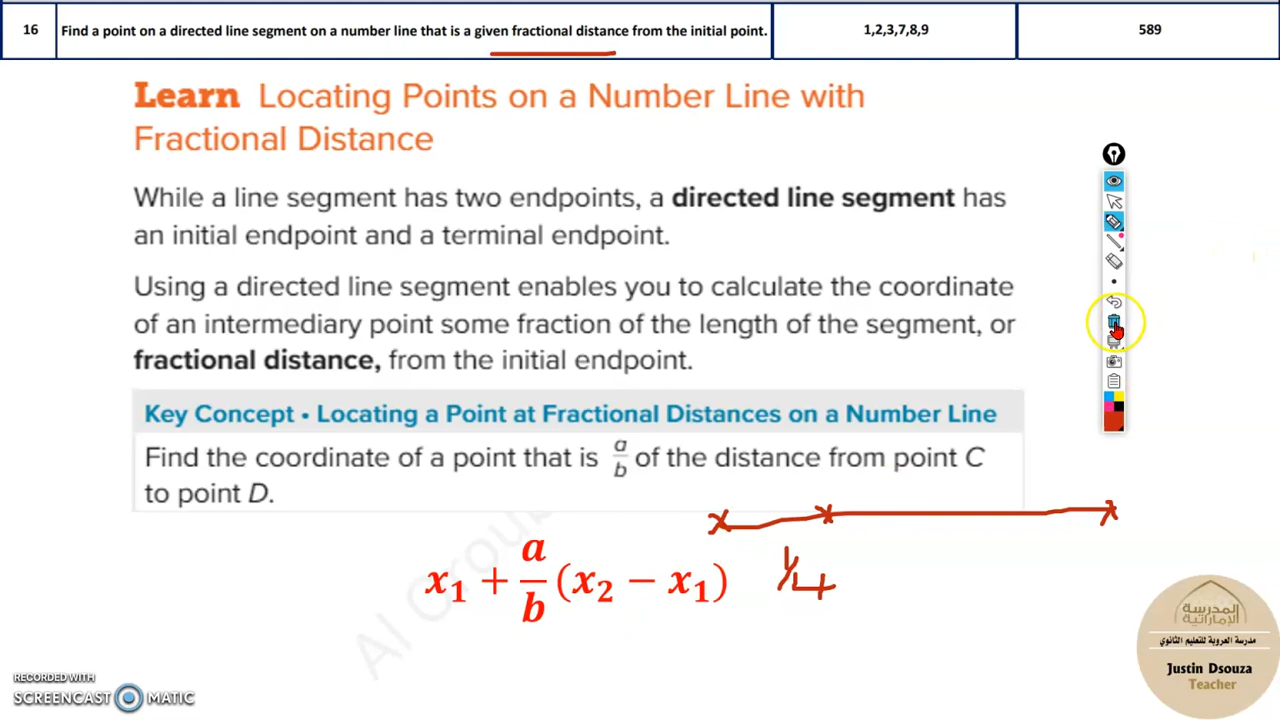 16 Find a point on a directed line segment on a number line that is a given fractional distance from the initial point. 1,2,3,7,8,9 589
Learn Locating Points on a Number Line with
Fractional Distance
While a line segment has two endpoints, a directed line segment has
an initial endpoint and a terminal endpoint.
Using a directed line segment enables you to calculate the coordinate
of an intermediary point some fraction of the length of the segment, or
fractional distance, from the initial endpoint.
Key Concept • Locating a Point at Fractional Distances on a Number Line
Find the coordinate of a point that is a/b of the distance from point C
to point D.
x₁ + a/b (x₂ − x₁) 1/4
المدرسة
الإماراتية
مدرسة العروبة للتعليم الثانوي
Justin Dsouza
Teacher
RECORDED WITH
SCREENCAST MATIC